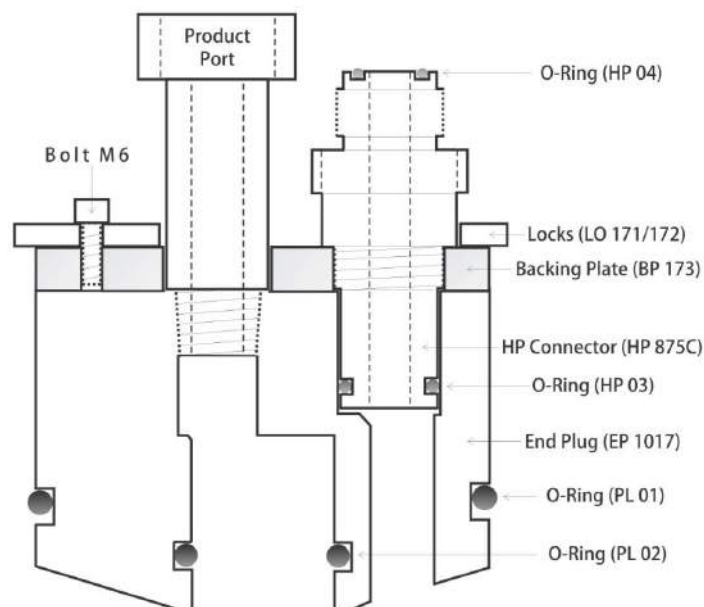 Product
Port
O-Ring (HP 04)
Bolt M6
Locks (LO 171/172)
Backing Plate (BP 173)
HP Connector (HP 875C)
O-Ring (HP 03)
End Plug (EP 1017)
O-Ring (PL 01)
O-Ring (PL 02)